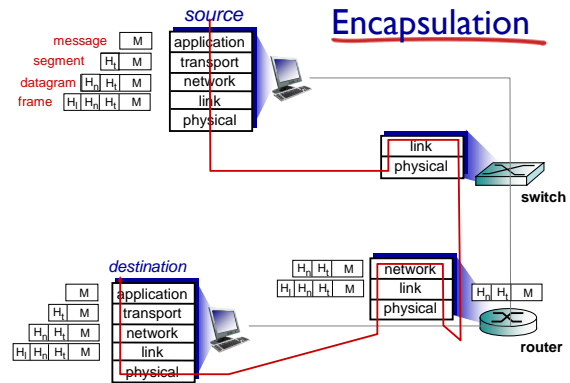 Encapsulation
source
message M application
segment Ht M transport
datagram Hn Ht M network
frame Hl Hn Ht M link
physical
link
physical
switch
destination
M application
Ht M transport
Hn Ht M network
Hl Hn Ht M link
physical
Hn Ht M network
Hl Hn Ht M link Hn Ht M
physical
router